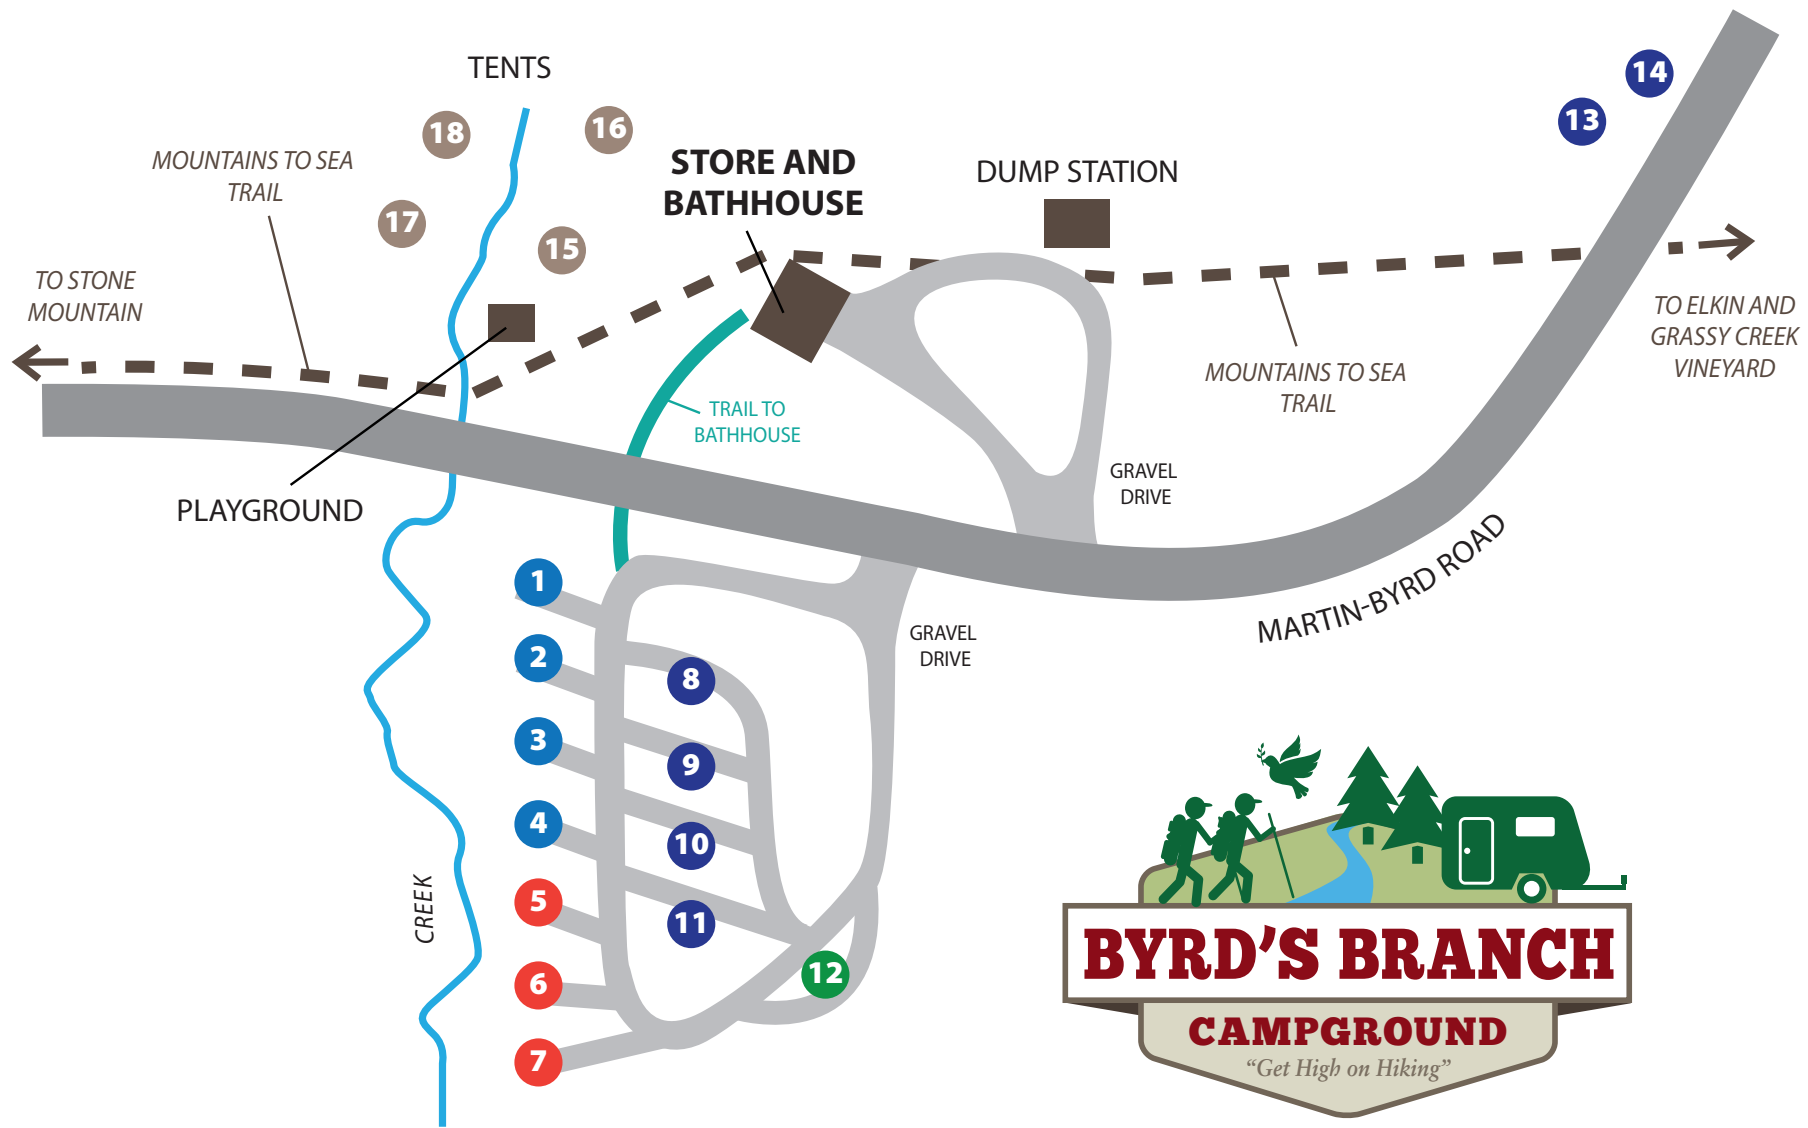 TENTS
14
13
18
16
MOUNTAINS TO SEA
TRAIL
STORE AND
BATHHOUSE
DUMP STATION
17
15
TO STONE
MOUNTAIN
TO ELKIN AND
GRASSY CREEK
VINEYARD
MOUNTAINS TO SEA
TRAIL
TRAIL TO
BATHHOUSE
GRAVEL
DRIVE
PLAYGROUND
MARTIN-BYRD ROAD
1
GRAVEL
DRIVE
2
8
3
9
4
10
5
11
CREEK
12
6
7
BYRD'S BRANCH
CAMPGROUND
“Get High on Hiking”